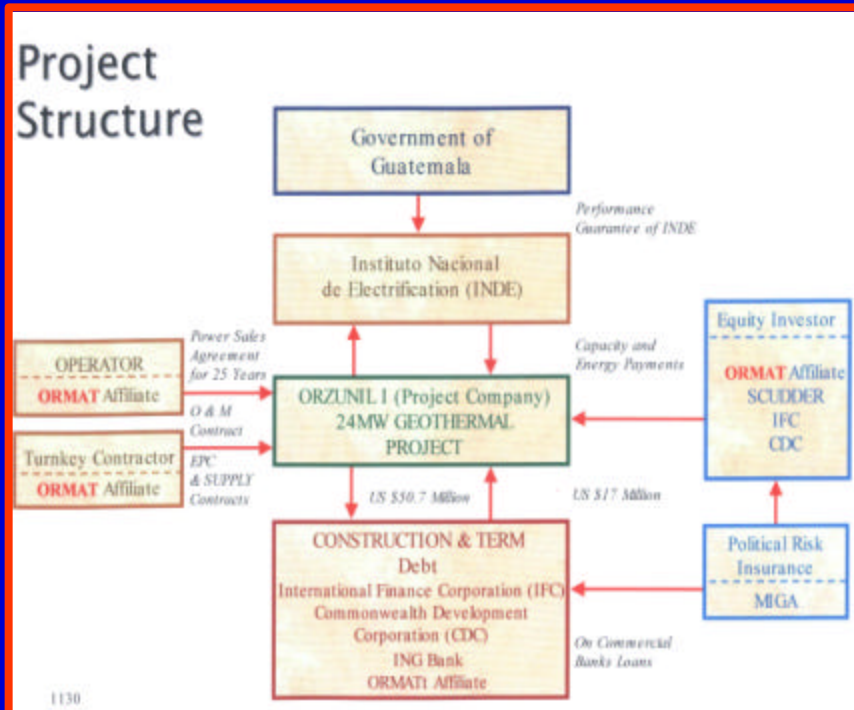 Project
Structure
Government of
Guatemala
Performance
Guarantee of INDE
Instituto Nacional
de Electrification (INDE)
Power Sales
Agreement
for 25 Years
Capacity and
Energy Payments
Equity Investor
ORMAT Affiliate
SCUDDER
IFC
CDC
OPERATOR
ORMAT Affiliate
O & M
Contract
ORZUNIL I (Project Company)
24MW GEOTHERMAL
PROJECT
Turnkey Contractor
ORMAT Affiliate
EPC
& SUPPLY
Contracts
US $50.7 Million
US $17 Million
CONSTRUCTION & TERM
Debt
International Finance Corporation (IFC)
Commonwealth Development
Corporation (CDC)
ING Bank
ORMATt Affiliate
Political Risk
Insurance
MIGA
On Commercial
Banks Loans
1130